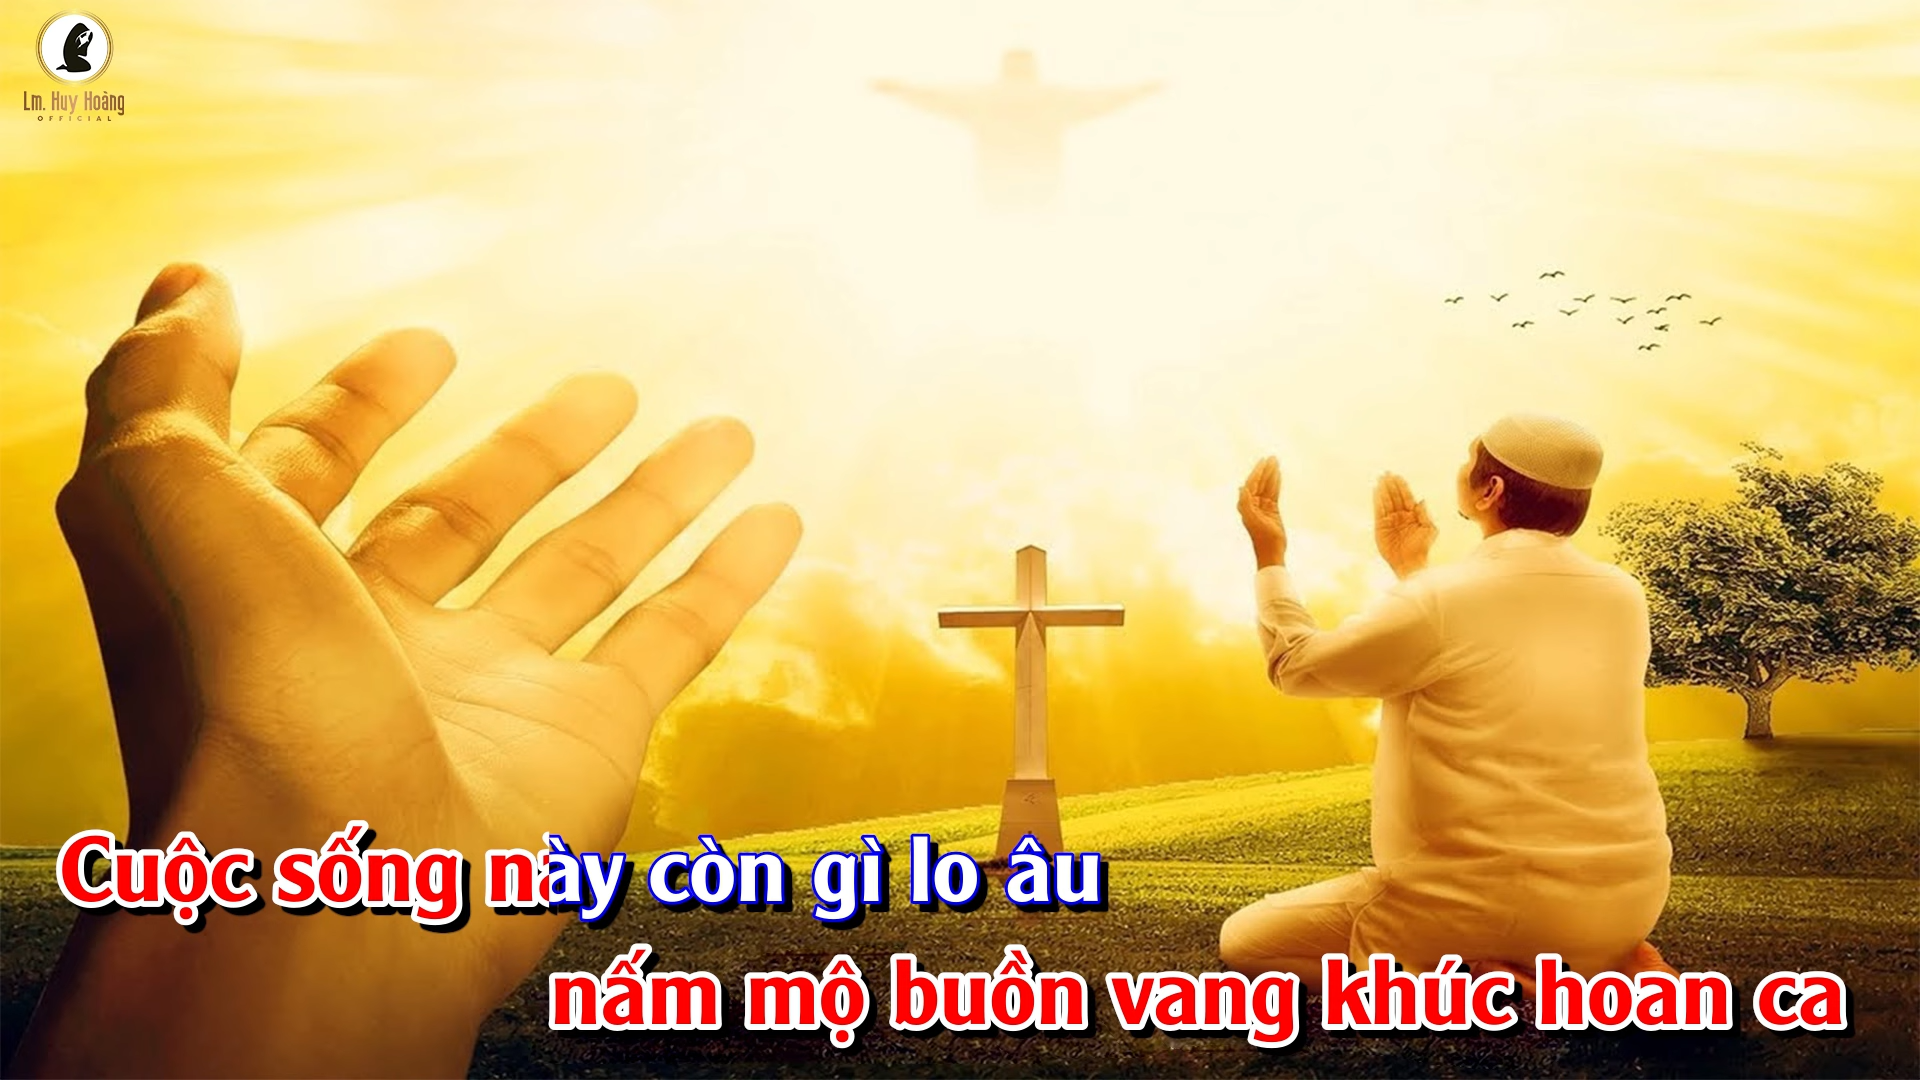 Lm. Huy Hoàng
OFFICIAL
Cuộc sống này còn gì lo âu
nấm mộ buồn vang khúc hoan ca